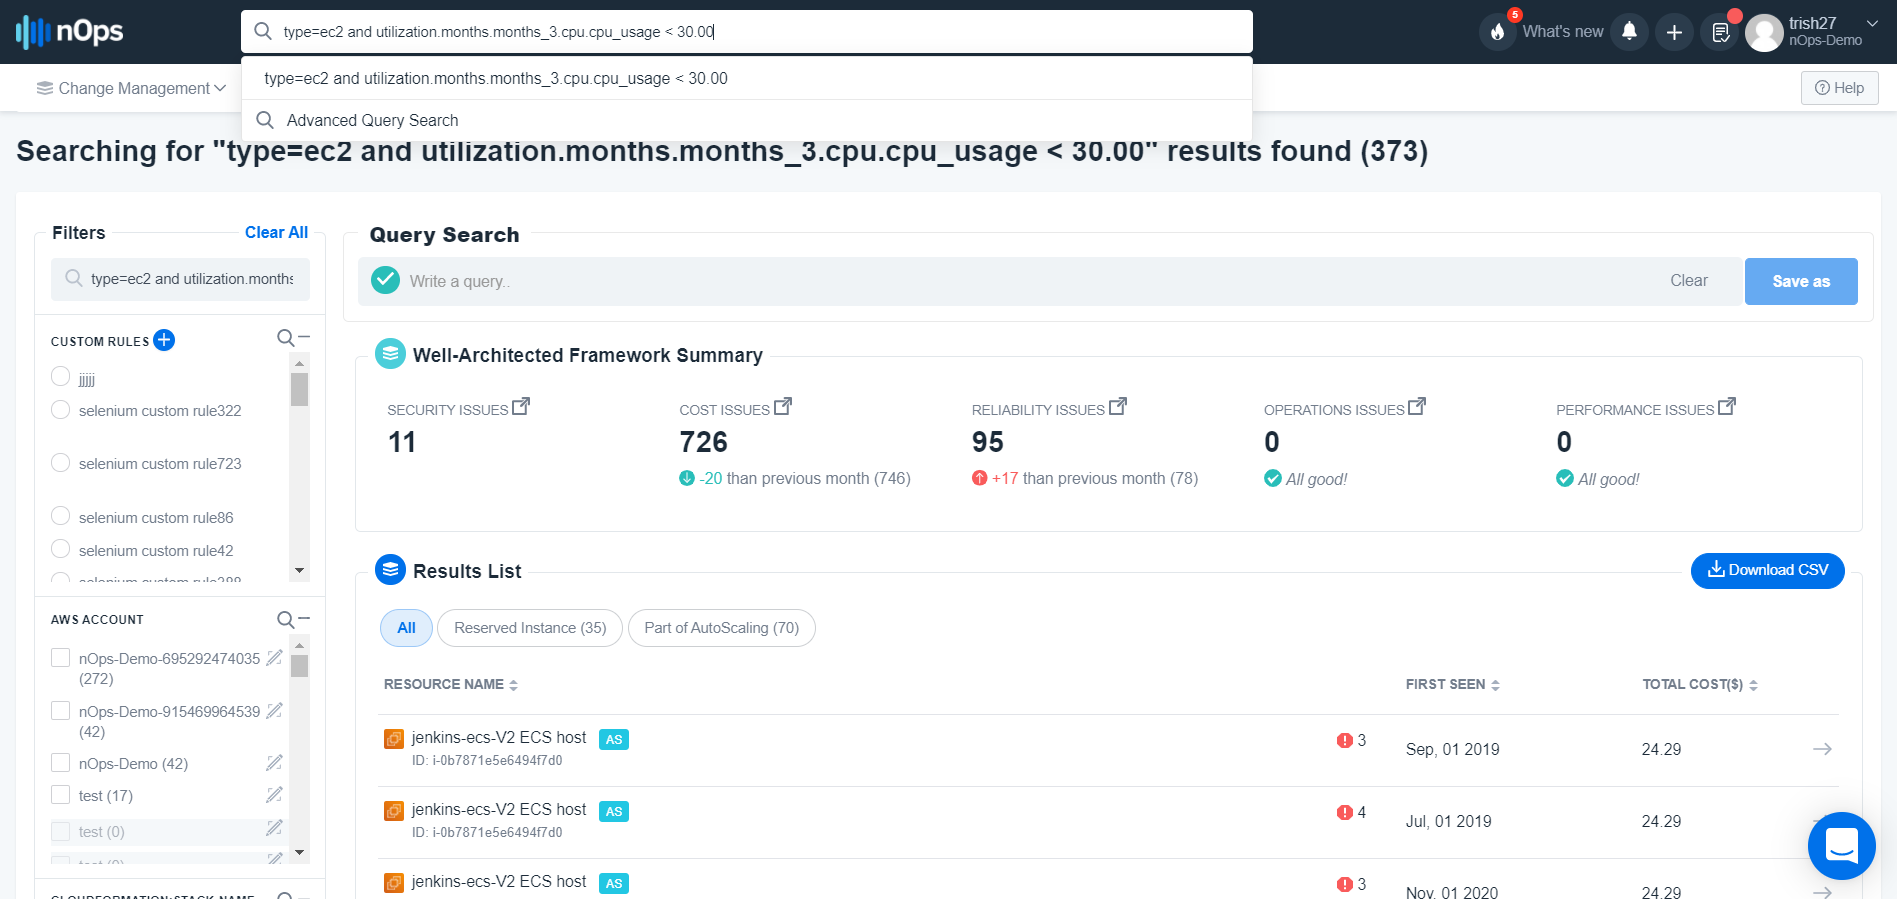 nOps
type=ec2 and utilization.months.months_3.cpu.cpu_usage < 30.00
5
What's new
trish27
nOps-Demo
type=ec2 and utilization.months.months_3.cpu.cpu_usage < 30.00
Change Management
Help
Advanced Query Search
Searching for "type=ec2 and utilization.months.months_3.cpu.cpu_usage < 30.00" results found (373)
Filters
Clear All
type=ec2 and utilization.months
CUSTOM RULES
jjjjj
selenium custom rule322
selenium custom rule723
selenium custom rule86
selenium custom rule42
selenium custom rule388
AWS ACCOUNT
nOps-Demo-695292474035
(272)
nOps-Demo-915469964539
(42)
nOps-Demo (42)
test (17)
test (0)
test (0)
CLOUDFORMATION:STACK-NAME
Query Search
Write a query..
Clear
Save as
Well-Architected Framework Summary
SECURITY ISSUES
11
COST ISSUES
726
-20 than previous month (746)
RELIABILITY ISSUES
95
+17 than previous month (78)
OPERATIONS ISSUES
0
All good!
PERFORMANCE ISSUES
0
All good!
Results List
Download CSV
All
Reserved Instance (35)
Part of AutoScaling (70)
RESOURCE NAME FIRST SEEN TOTAL COST($)
jenkins-ecs-V2 ECS host AS 3 Sep, 01 2019 24.29
ID: i-0b7871e5e6494f7d0
jenkins-ecs-V2 ECS host AS 4 Jul, 01 2019 24.29
ID: i-0b7871e5e6494f7d0
jenkins-ecs-V2 ECS host AS 3 Nov, 01 2020 24.29